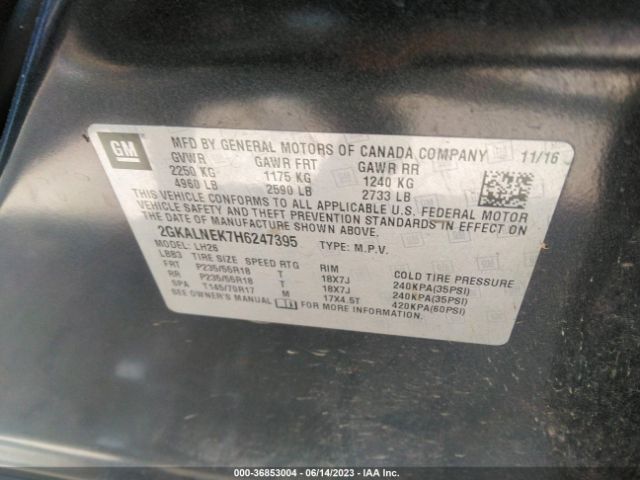 GM
MFD BY GENERAL MOTORS OF CANADA COMPANY 11/16
GVWR GAWR FRT GAWR RR
2250 KG 1175 KG 1240 KG
4960 LB 2590 LB 2733 LB
THIS VEHICLE CONFORMS TO ALL APPLICABLE U.S. FEDERAL MOTOR
VEHICLE SAFETY, BUMPER, AND THEFT PREVENTION STANDARDS IN EFFECT ON
THE DATE OF MANUFACTURE SHOWN ABOVE.
2GKALNEK7H6247395 TYPE: M.P.V.
MODEL: LH26
LBB3 TIRE SIZE SPEED RTG RIM COLD TIRE PRESSURE
FRT P235/55R18 T 18X7J 240KPA(35PSI)
RR P235/55R18 T 18X7J 240KPA(35PSI)
SPA T145/70R17 M 17X4.5T 420KPA(60PSI)
SEE OWNER'S MANUAL FOR MORE INFORMATION.
000-36853004 - 06/14/2023 - IAA Inc.